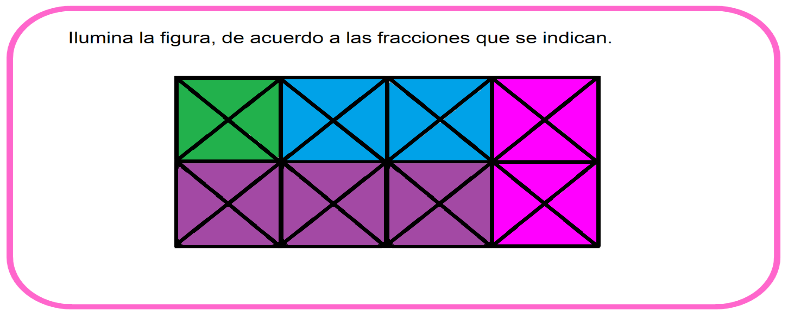 Ilumina la figura, de acuerdo a las fracciones que se indican.